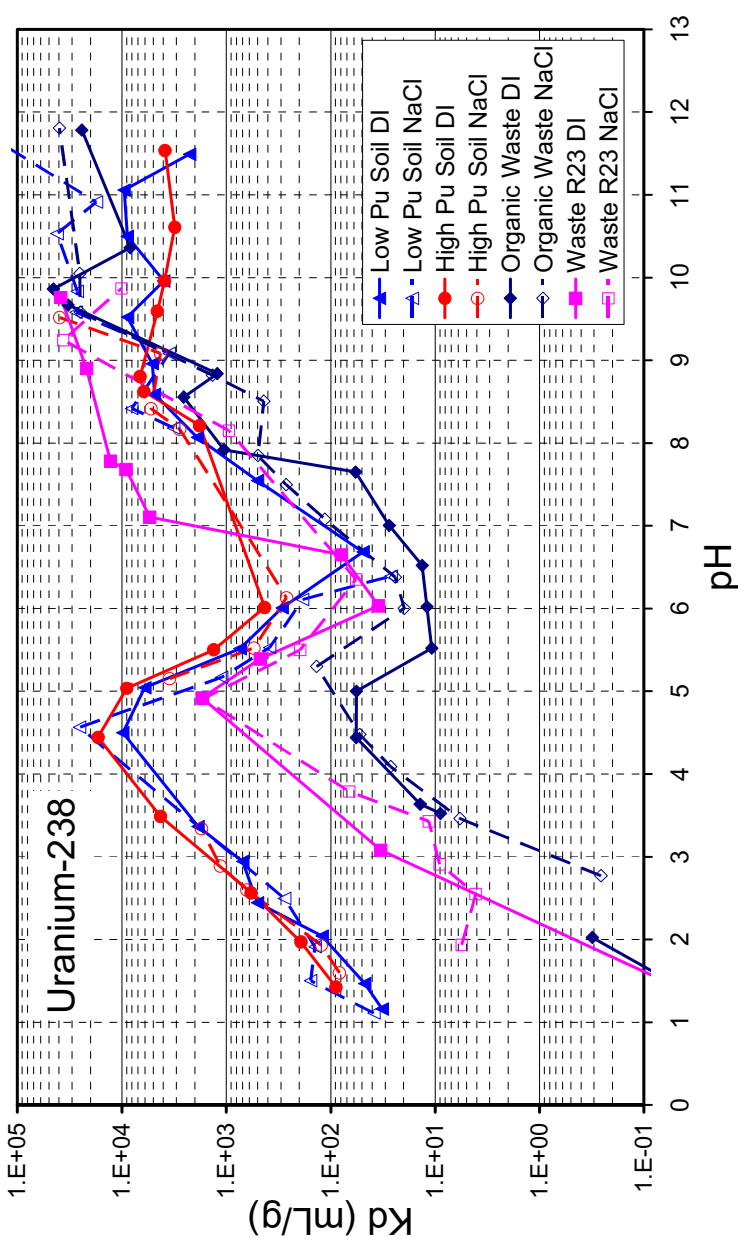 Uranium-238
Kd (mL/g)
1.E+05
1.E+04
1.E+03
1.E+02
1.E+01
1.E+00
1.E-01
0 1 2 3 4 5 6 7 8 9 10 11 12 13
pH
Low Pu Soil DI
Low Pu Soil NaCl
High Pu Soil DI
High Pu Soil NaCl
Organic Waste DI
Organic Waste NaCl
Waste R23 DI
Waste R23 NaCl